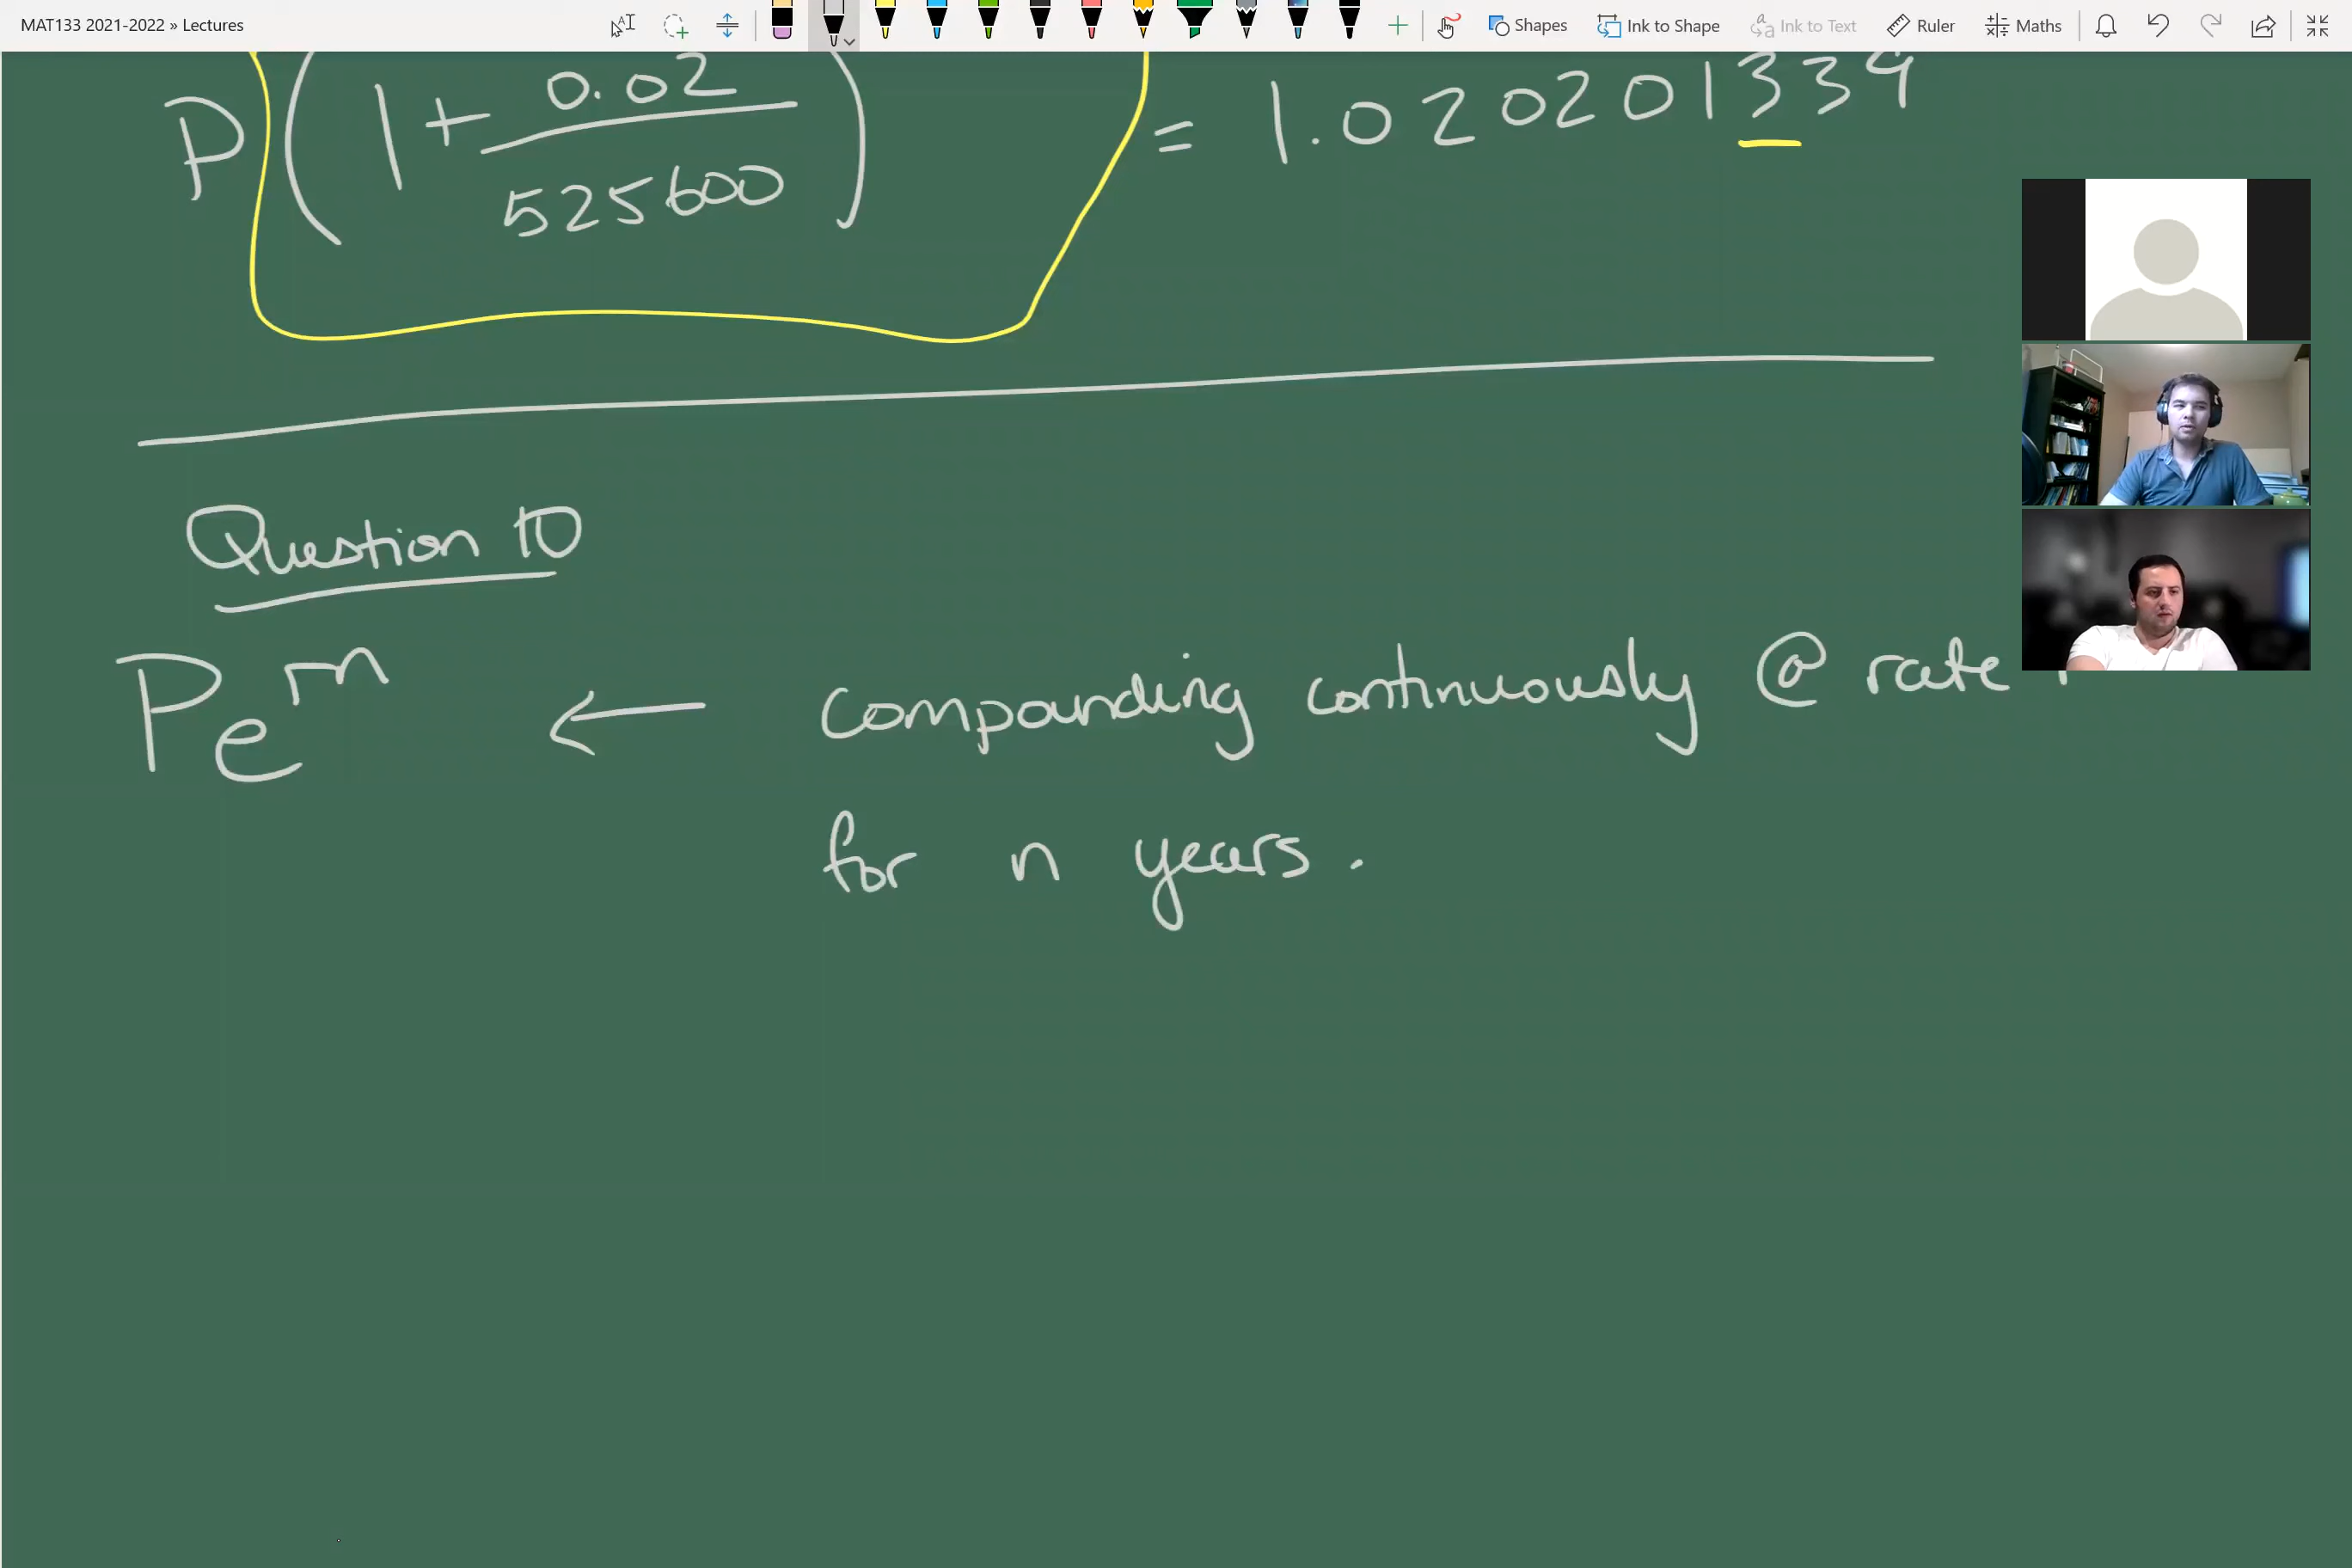 MAT133 2021-2022 » Lectures
Shapes
Ink to Shape
Ink to Text
Ruler
Maths
P(1 + 0.02/525600) = 1.020201339
Question 10
Pe^rn ← compounding continuously @ rate r
for n years.